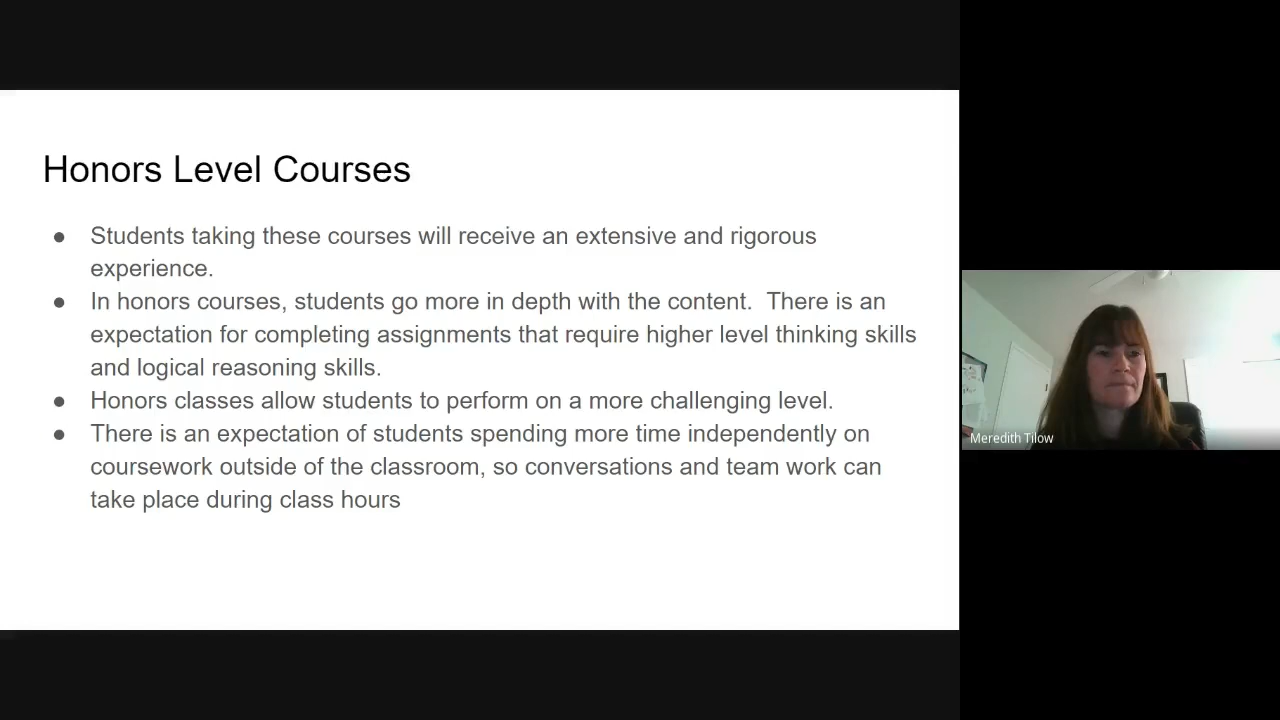 Honors Level Courses
● Students taking these courses will receive an extensive and rigorous
experience.
● In honors courses, students go more in depth with the content.  There is an
expectation for completing assignments that require higher level thinking skills
and logical reasoning skills.
● Honors classes allow students to perform on a more challenging level.
● There is an expectation of students spending more time independently on
coursework outside of the classroom, so conversations and team work can
take place during class hours
Meredith Tilow